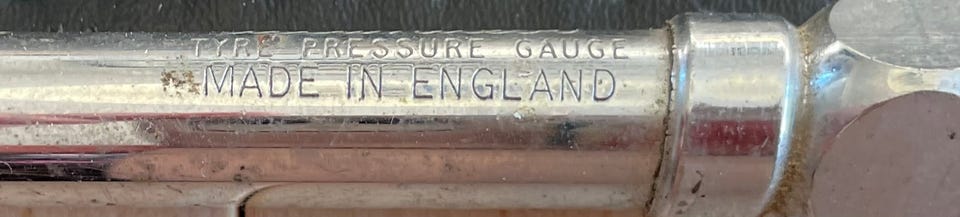 TYRE PRESSURE GAUGE
MADE IN ENGLAND